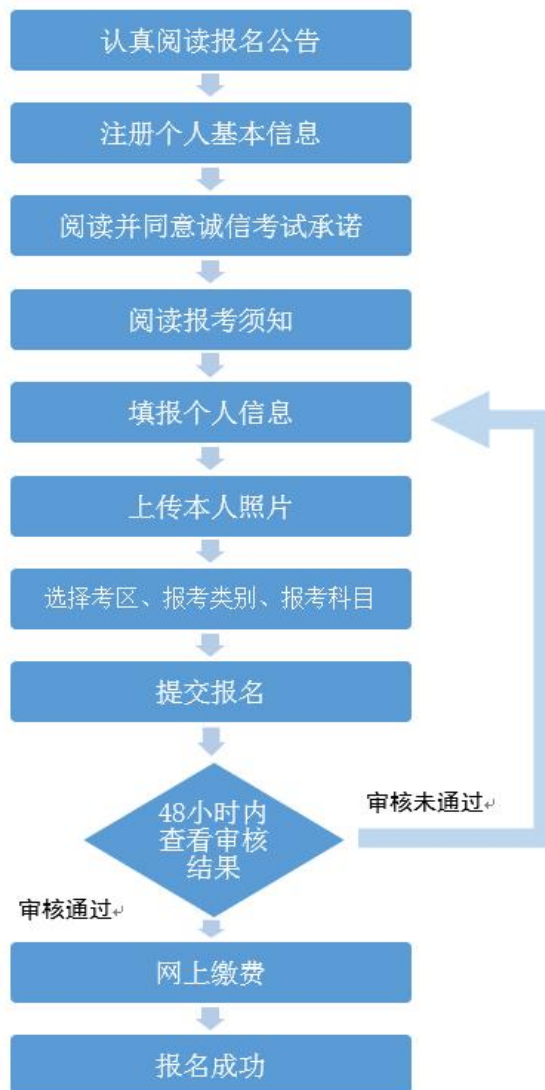 认真阅读报名公告
注册个人基本信息
阅读并同意诚信考试承诺
阅读报考须知
填报个人信息
上传本人照片
选择考区、报考类别、报考科目
提交报名
48小时内
查看审核
结果
审核未通过
审核通过
网上缴费
报名成功